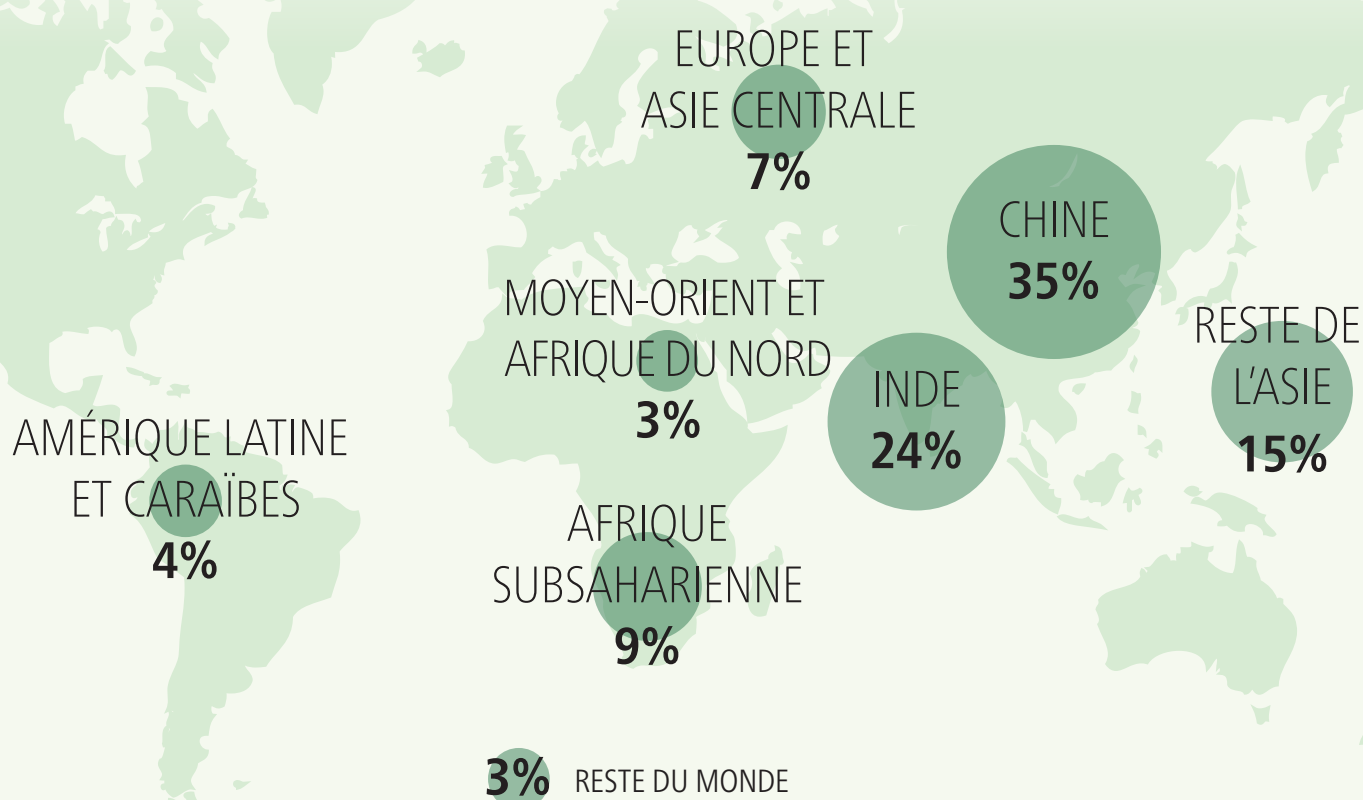 EUROPE ET
ASIE CENTRALE
7%
CHINE
35%
MOYEN-ORIENT ET
AFRIQUE DU NORD
3%
RESTE DE
L'ASIE
15%
INDE
24%
AMÉRIQUE LATINE
ET CARAÏBES
4%
AFRIQUE
SUBSAHARIENNE
9%
3% RESTE DU MONDE